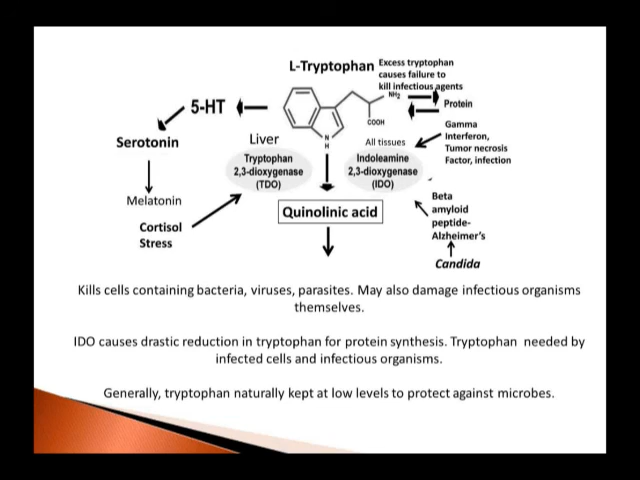 L-Tryptophan
Excess tryptophan
causes failure to
kill infectious agents
NH2
Protein
5-HT
COOH
Gamma
Interferon,
Tumor necrosis
Factor, infection
Serotonin
Liver
N
H
All tissues
Tryptophan
2,3-dioxygenase
(TDO)
Indoleamine
2,3-dioxygenase
(IDO)
Melatonin
Quinolinic acid
Beta
amyloid
peptide-
Alzheimer's
Cortisol
Stress
Candida
Kills cells containing bacteria, viruses, parasites. May also damage infectious organisms
themselves.
IDO causes drastic reduction in tryptophan for protein synthesis. Tryptophan needed by
infected cells and infectious organisms.
Generally, tryptophan naturally kept at low levels to protect against microbes.